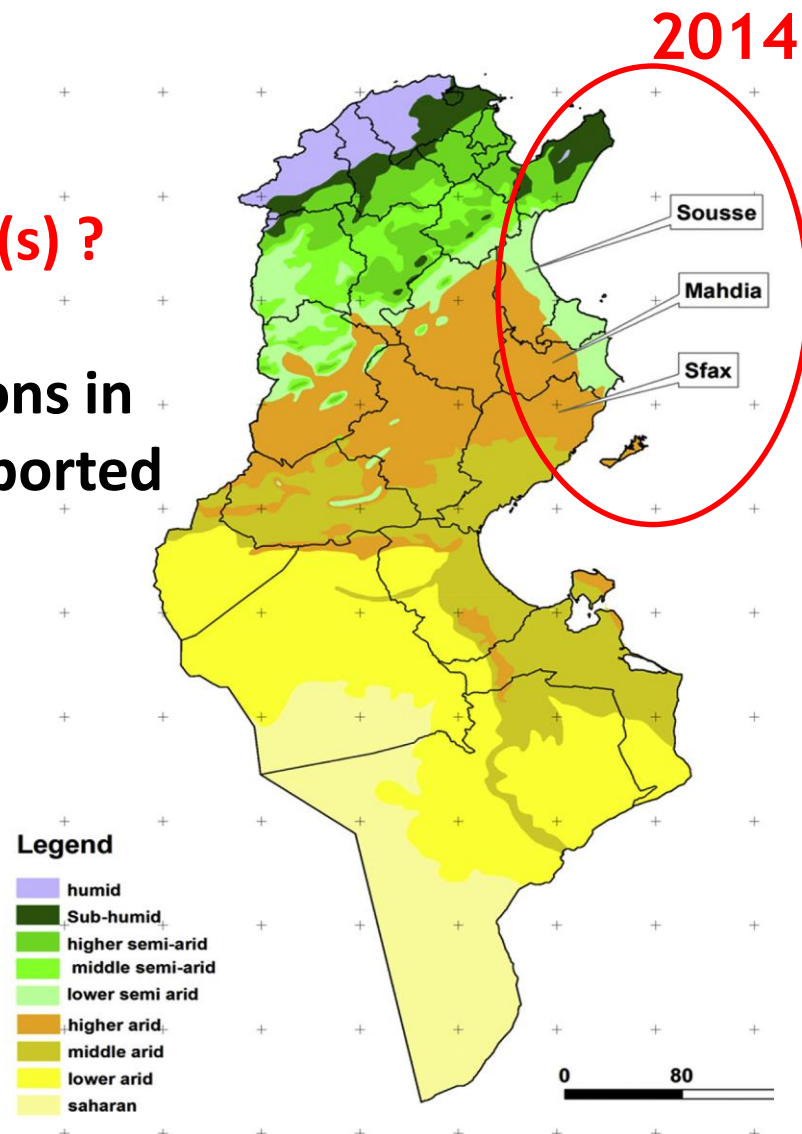 2014
(s) ?
ons in
ported
Sousse
Mahdia
Sfax
Legend
humid
Sub-humid
higher semi-arid
middle semi-arid
lower semi arid
higher arid
middle arid
lower arid
saharan
0 80